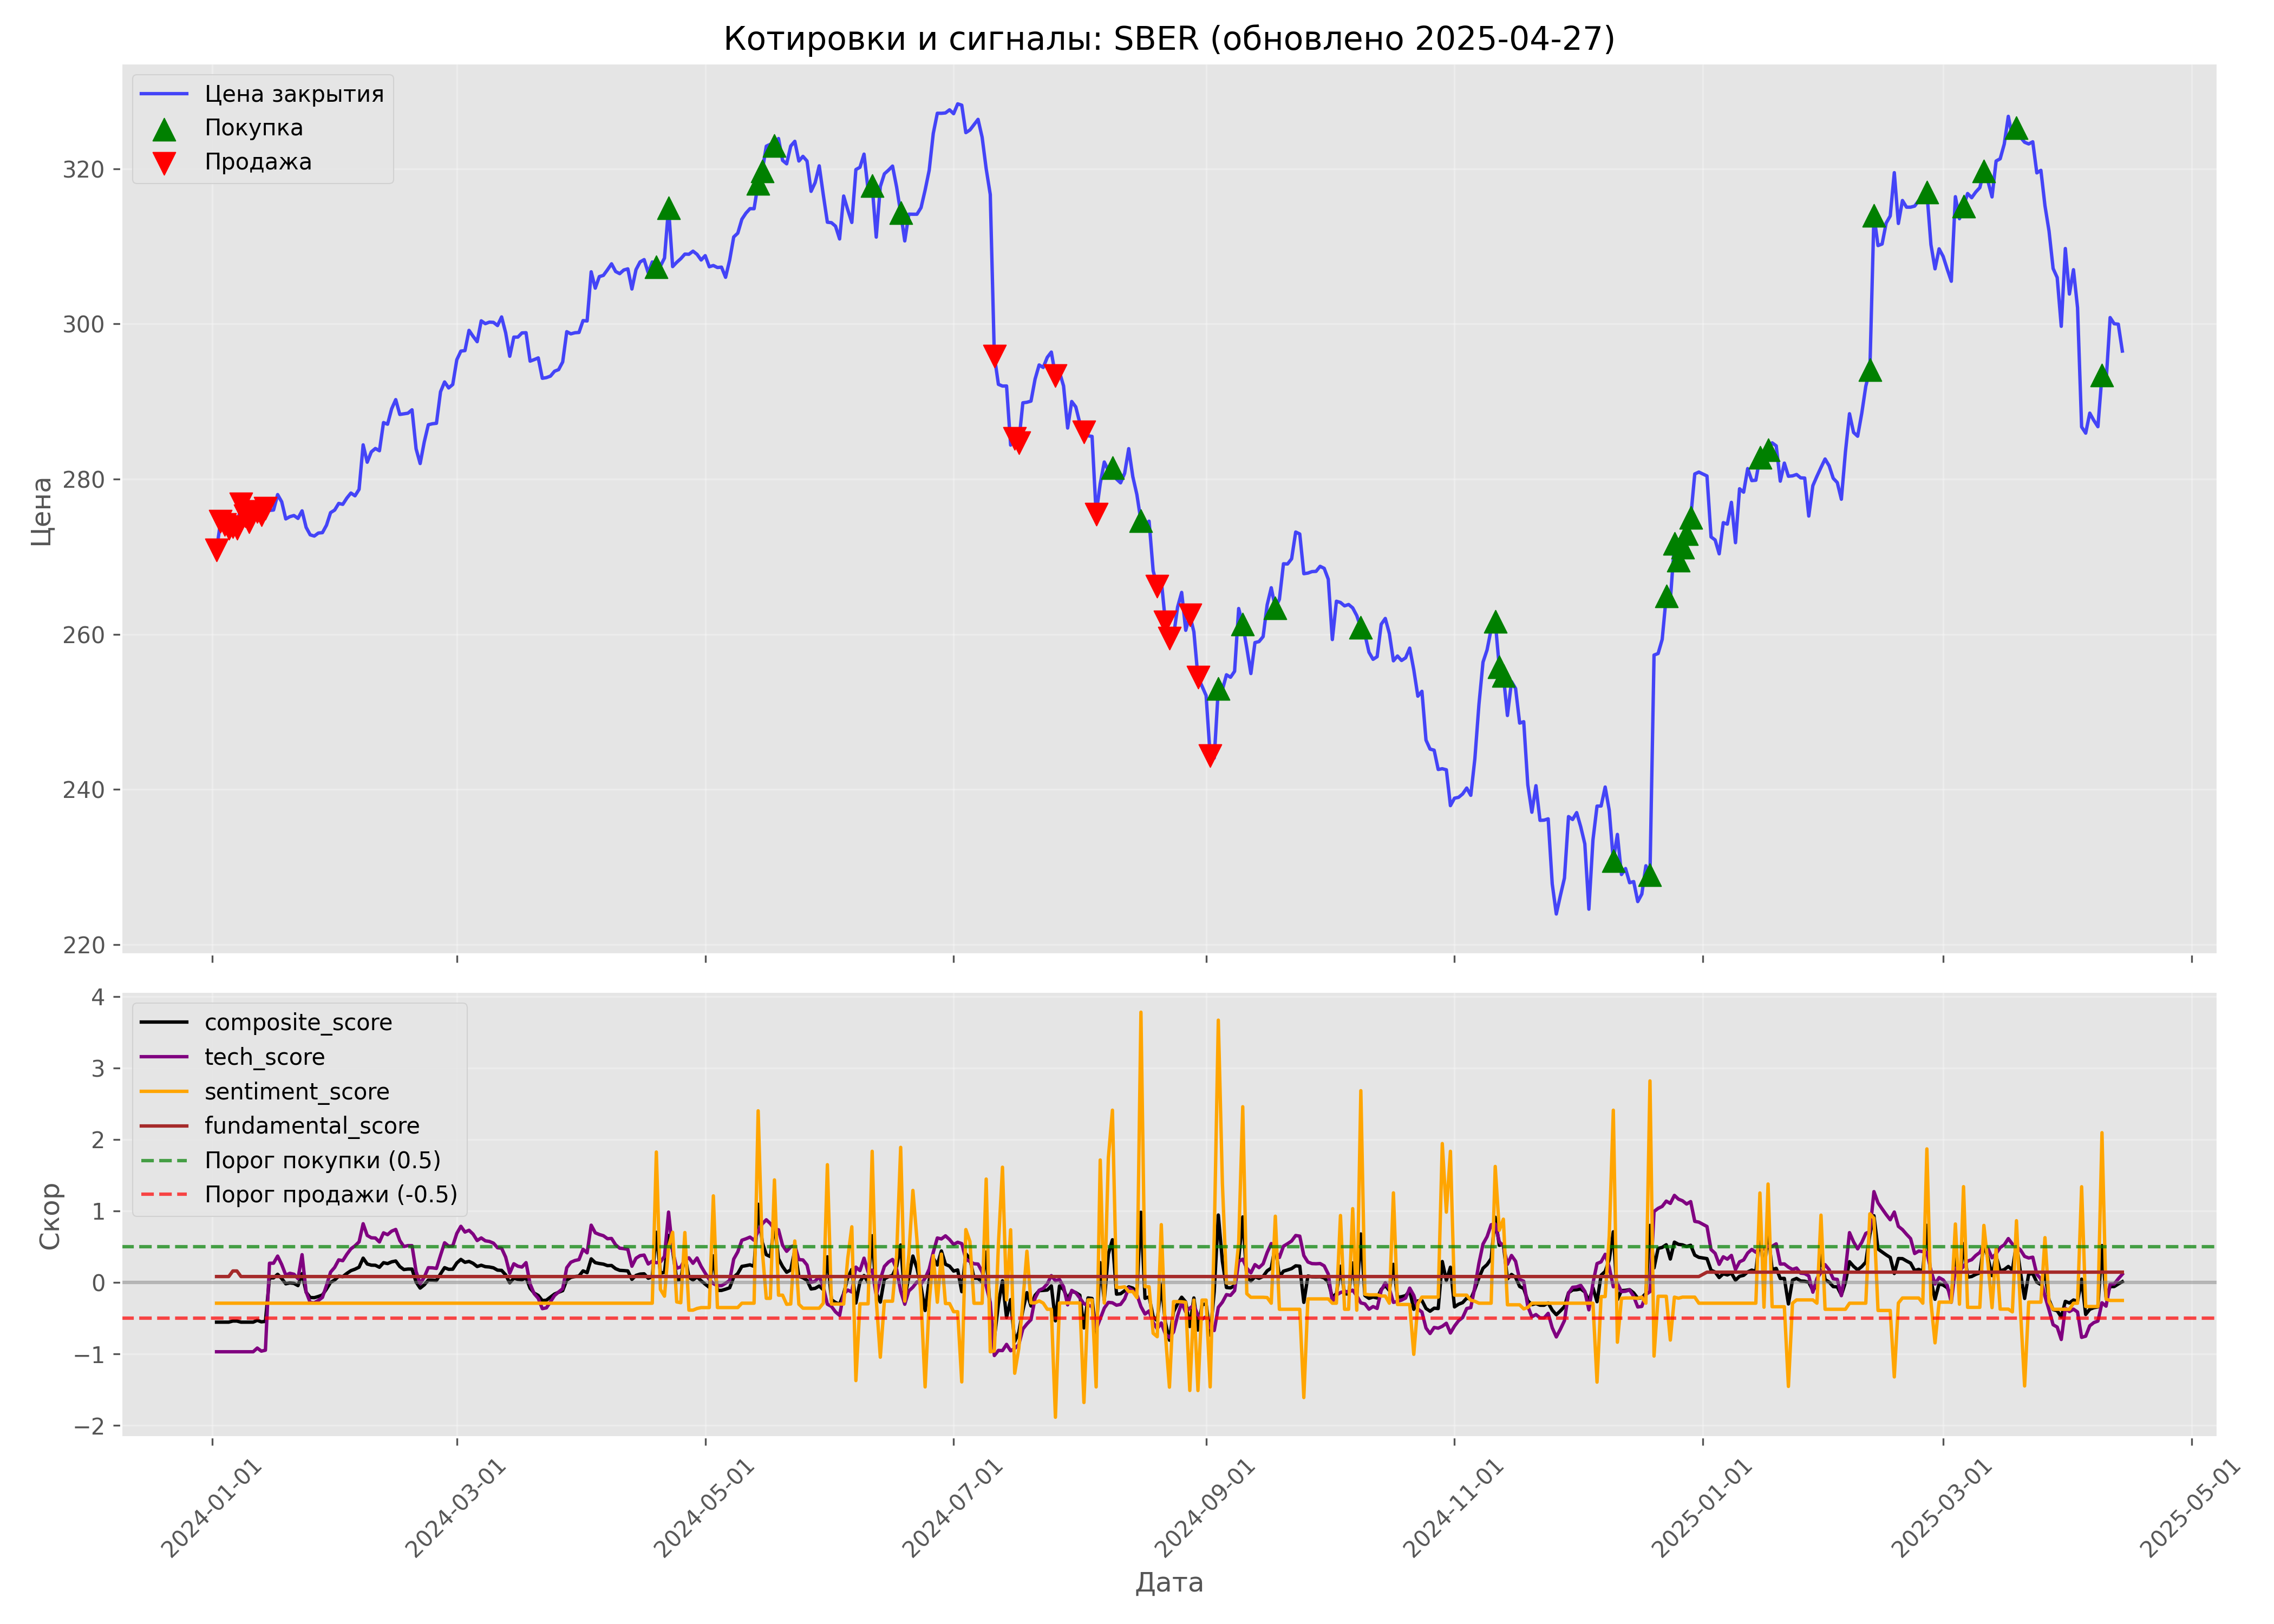 Котировки и сигналы: SBER (обновлено 2025-04-27)
Цена закрытия
Покупка
Продажа
320
300
280
260
240
220
Цена
composite_score
tech_score
sentiment_score
fundamental_score
Порог покупки (0.5)
Порог продажи (-0.5)
4
3
2
1
0
−1
−2
Скор
2024-01-01
2024-03-01
2024-05-01
2024-07-01
2024-09-01
2024-11-01
2025-01-01
2025-03-01
2025-05-01
Дата